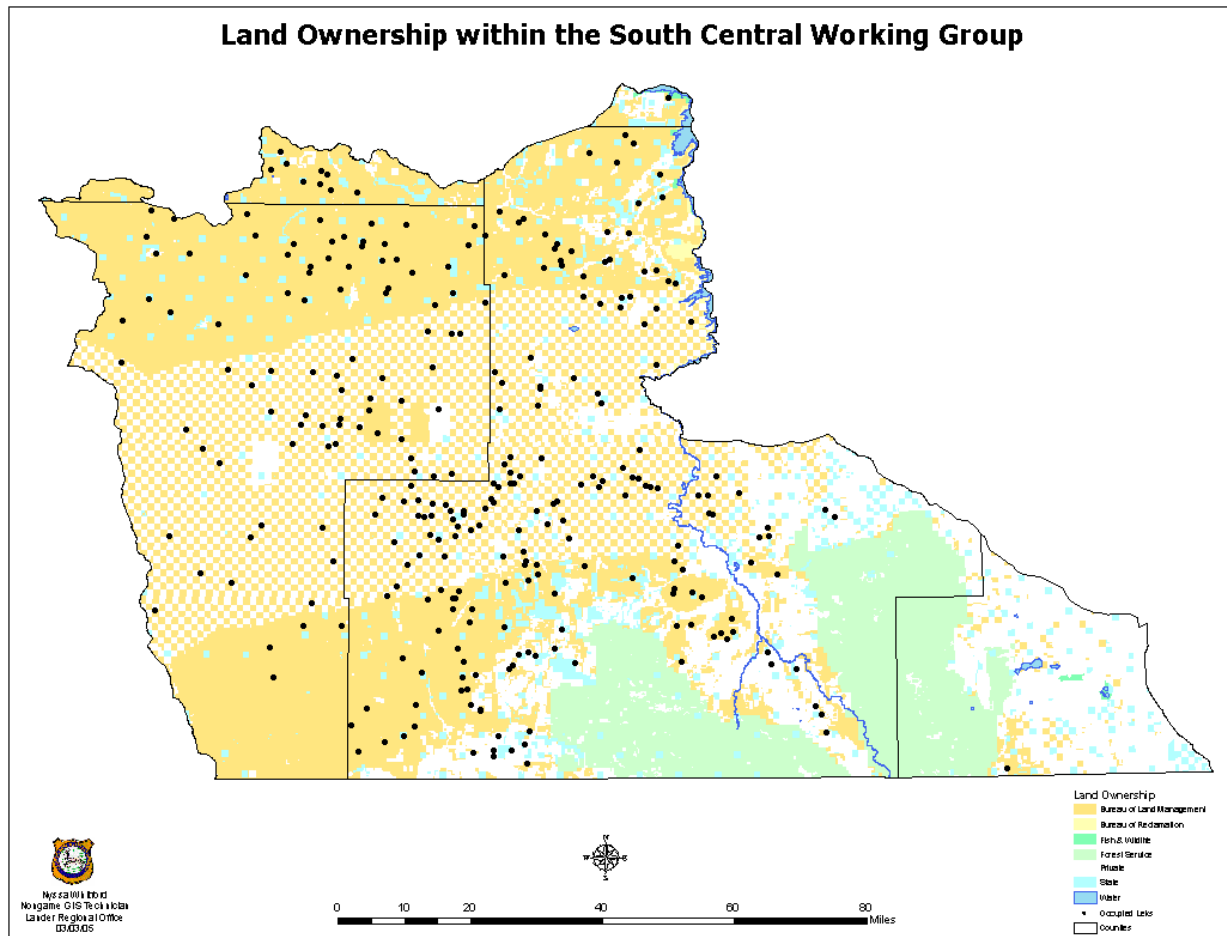 Land Ownership within the South Central Working Group
Land Ownership
Bureau of Land Management
Bureau of Reclamation
Fish & Wildlife
Forest Service
Private
State
Water
Occupied Leks
Counties
N
W
E
S
Nyssa Whitford
Nongame GIS Technician
Lander Regional Office
03/03/05
0 10 20 40 60 80
Miles